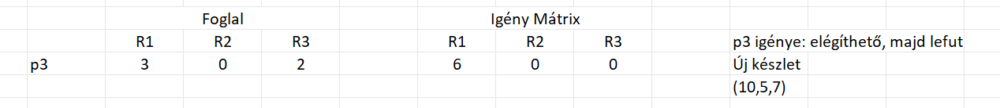 Foglal Igény Mátrix
R1 R2 R3 R1 R2 R3 p3 igénye: elégíthető, majd lefut
p3 3 0 2 6 0 0 Új készlet
(10,5,7)